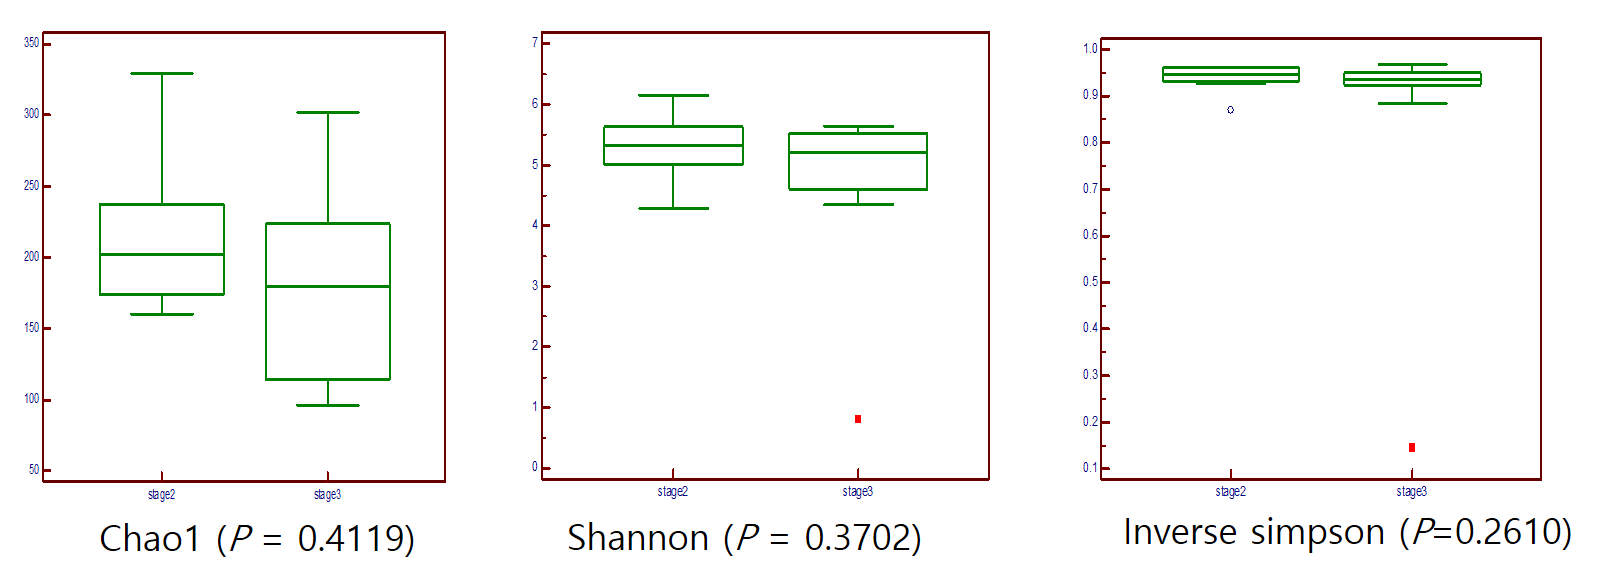 350
300
250
200
150
100
50
stage2
stage3
Chao1 (P = 0.4119)
7
6
5
4
3
2
1
0
stage2
stage3
Shannon (P = 0.3702)
1.0
0.9
0.8
0.7
0.6
0.5
0.4
0.3
0.2
0.1
stage2
stage3
Inverse simpson (P=0.2610)